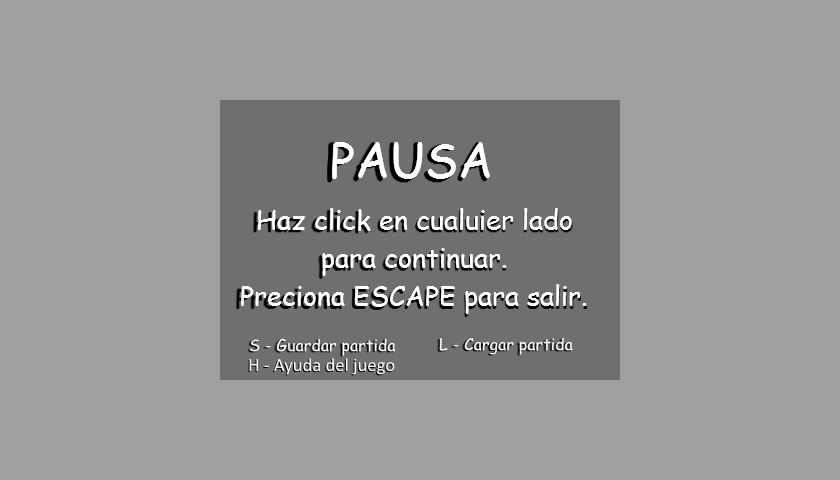 PAUSA
Haz click en cualuier lado
para continuar.
Preciona ESCAPE para salir.
S - Guardar partida
L - Cargar partida
H - Ayuda del juego